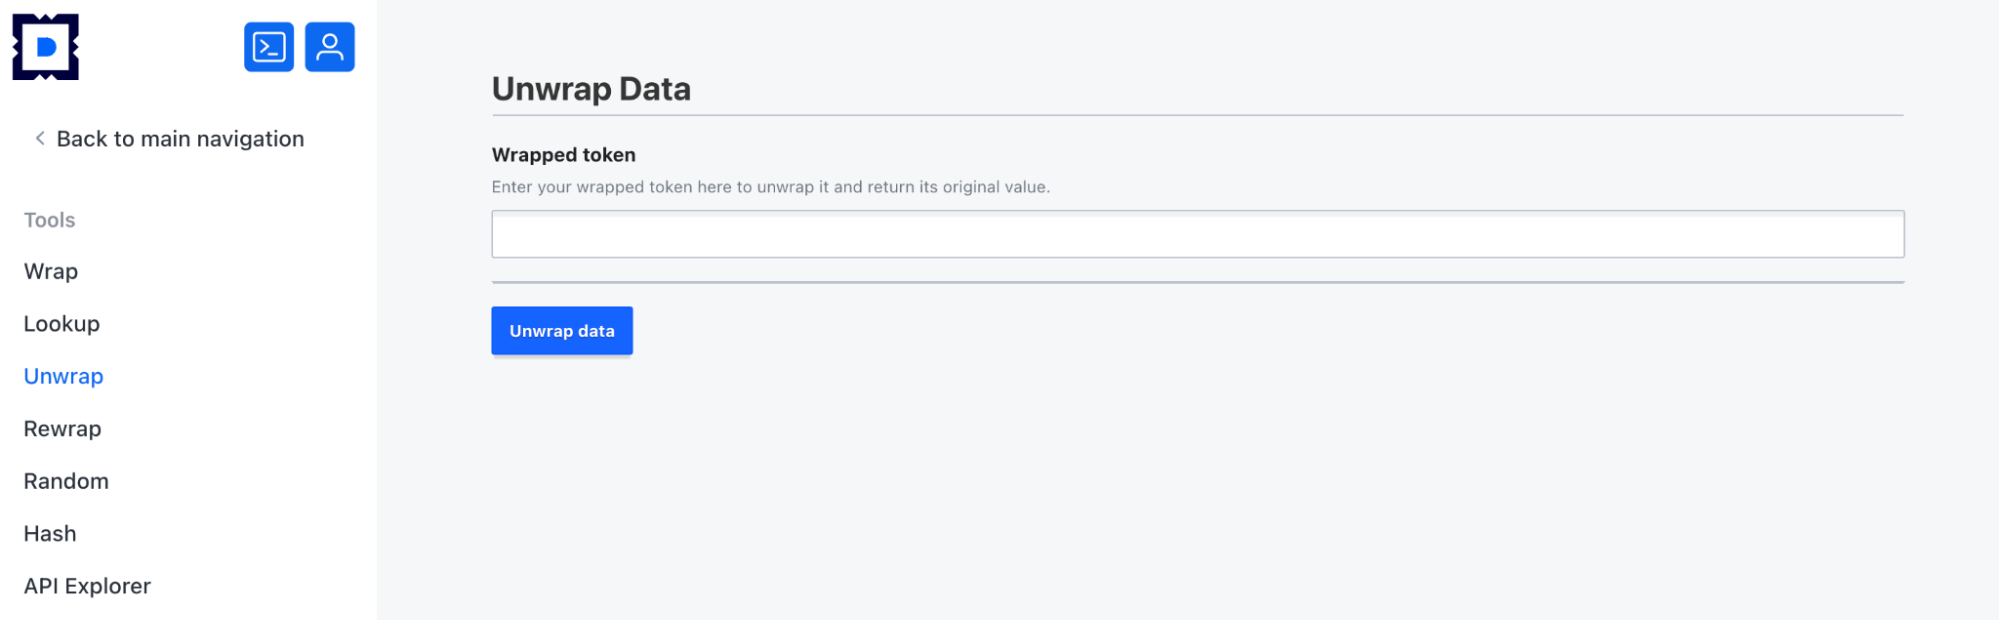 Back to main navigation
Tools
Wrap
Lookup
Unwrap
Rewrap
Random
Hash
API Explorer
Unwrap Data
Wrapped token
Enter your wrapped token here to unwrap it and return its original value.
Unwrap data